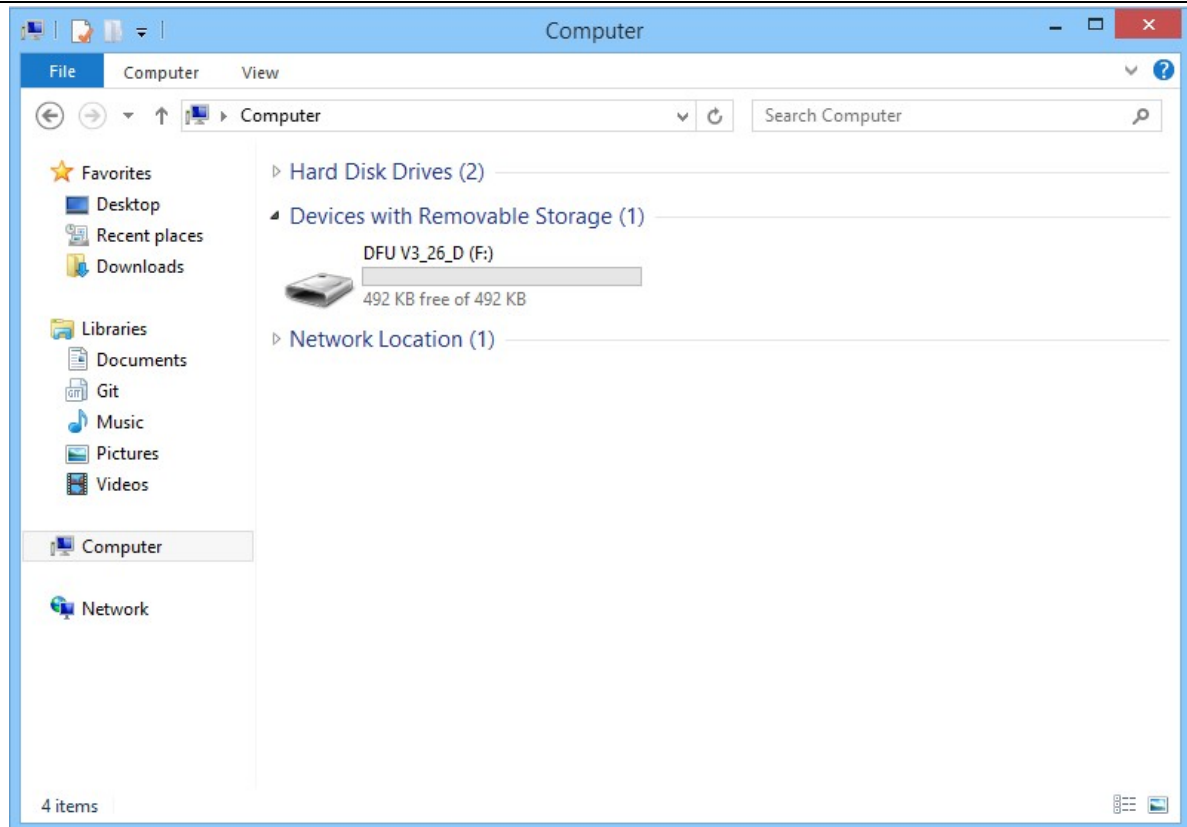 Computer
File Computer View
Computer Search Computer
Favorites
Desktop
Recent places
Downloads
Libraries
Documents
Git
Music
Pictures
Videos
Computer
Network
Hard Disk Drives (2)
Devices with Removable Storage (1)
DFU V3_26_D (F:)
492 KB free of 492 KB
Network Location (1)
4 items